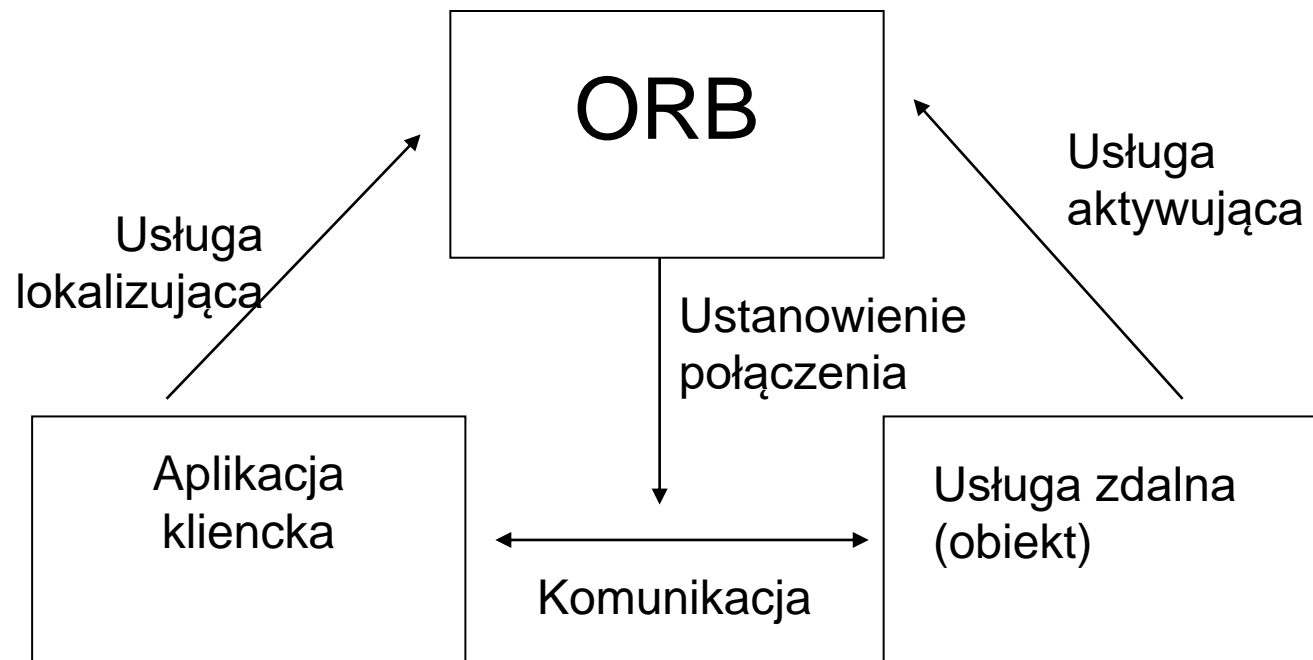 ORB
Usługa
aktywująca
Usługa
lokalizująca
Ustanowienie
połączenia
Aplikacja
kliencka
Usługa zdalna
(obiekt)
Komunikacja